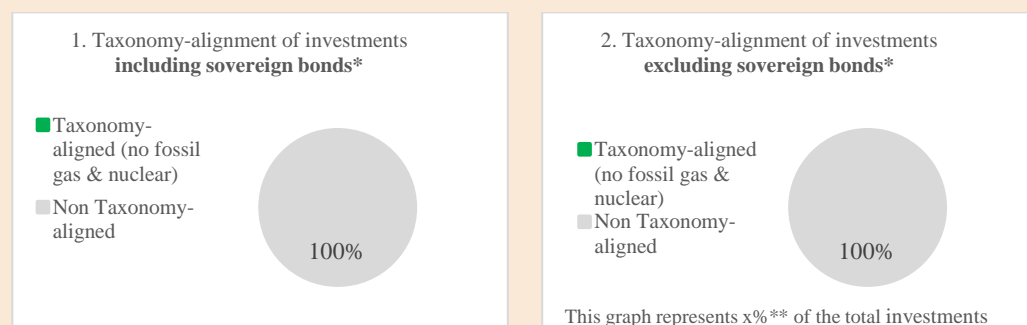 1. Taxonomy-alignment of investments
including sovereign bonds*
Taxonomy-
aligned (no fossil
gas & nuclear)
Non Taxonomy-
aligned
100%
2. Taxonomy-alignment of investments
excluding sovereign bonds*
Taxonomy-aligned
(no fossil gas &
nuclear)
Non Taxonomy-
aligned
100%
This graph represents x%** of the total investments